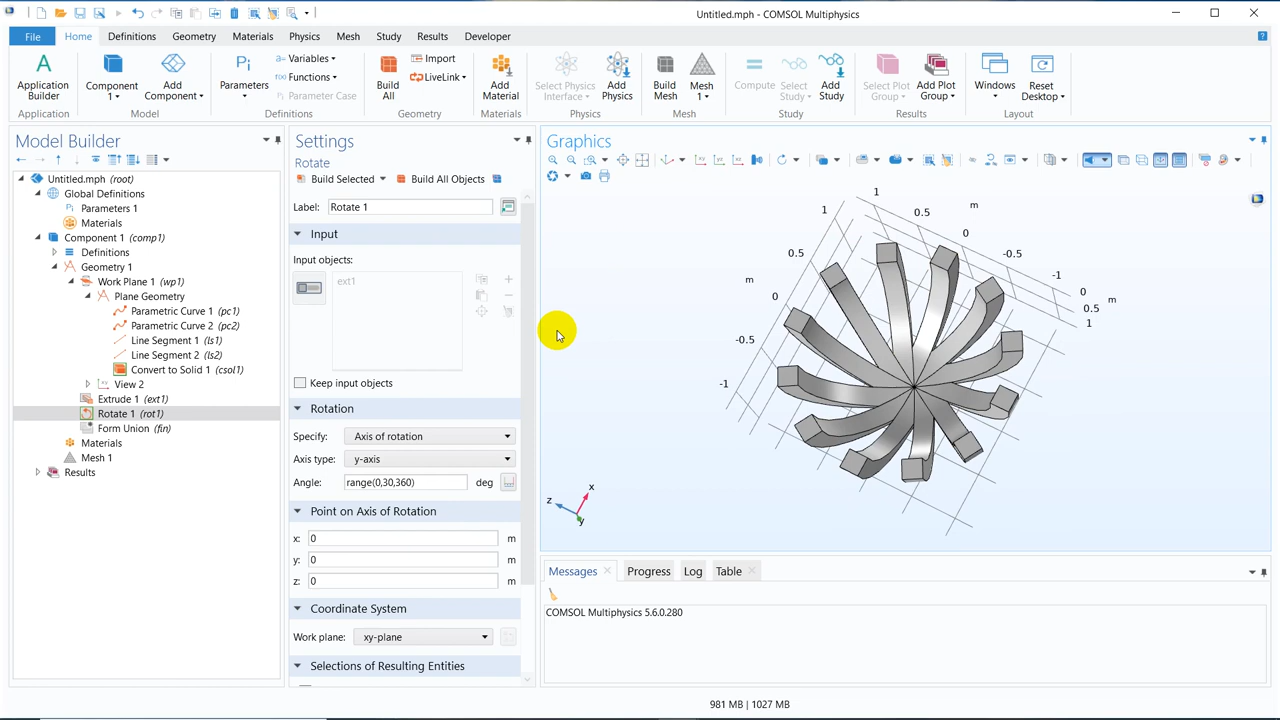 Untitled.mph - COMSOL Multiphysics
File Home Definitions Geometry Materials Physics Mesh Study Results Developer
Application Builder
Application
Component 1
Add Component
Model
Pi
Parameters
a= Variables
f(x) Functions
Parameter Case
Definitions
Build All
Import
LiveLink
Geometry
Add Material
Materials
Select Physics Interface
Add Physics
Physics
Build Mesh
Mesh 1
Mesh
Compute
Select Study
Add Study
Study
Select Plot Group
Add Plot Group
Results
Windows
Reset Desktop
Layout
Model Builder
Untitled.mph (root)
Global Definitions
Pi Parameters 1
Materials
Component 1 (comp1)
Definitions
Geometry 1
Work Plane 1 (wp1)
Plane Geometry
Parametric Curve 1 (pc1)
Parametric Curve 2 (pc2)
Line Segment 1 (ls1)
Line Segment 2 (ls2)
Convert to Solid 1 (csol1)
View 2
Extrude 1 (ext1)
Rotate 1 (rot1)
Form Union (fin)
Materials
Mesh 1
Results
Settings
Rotate
Build Selected Build All Objects
Label: Rotate 1
Input
Input objects:
ext1
Keep input objects
Rotation
Specify: Axis of rotation
Axis type: y-axis
Angle: range(0,30,360) deg
Point on Axis of Rotation
x: 0 m
y: 0 m
z: 0 m
Coordinate System
Work plane: xy-plane
Selections of Resulting Entities
Graphics
1
m
1
0.5
0
0.5
-0.5
m
-1
0
0
m
0.5
1
-0.5
-1
x
z
y
Messages Progress Log Table
COMSOL Multiphysics 5.6.0.280
981 MB | 1027 MB